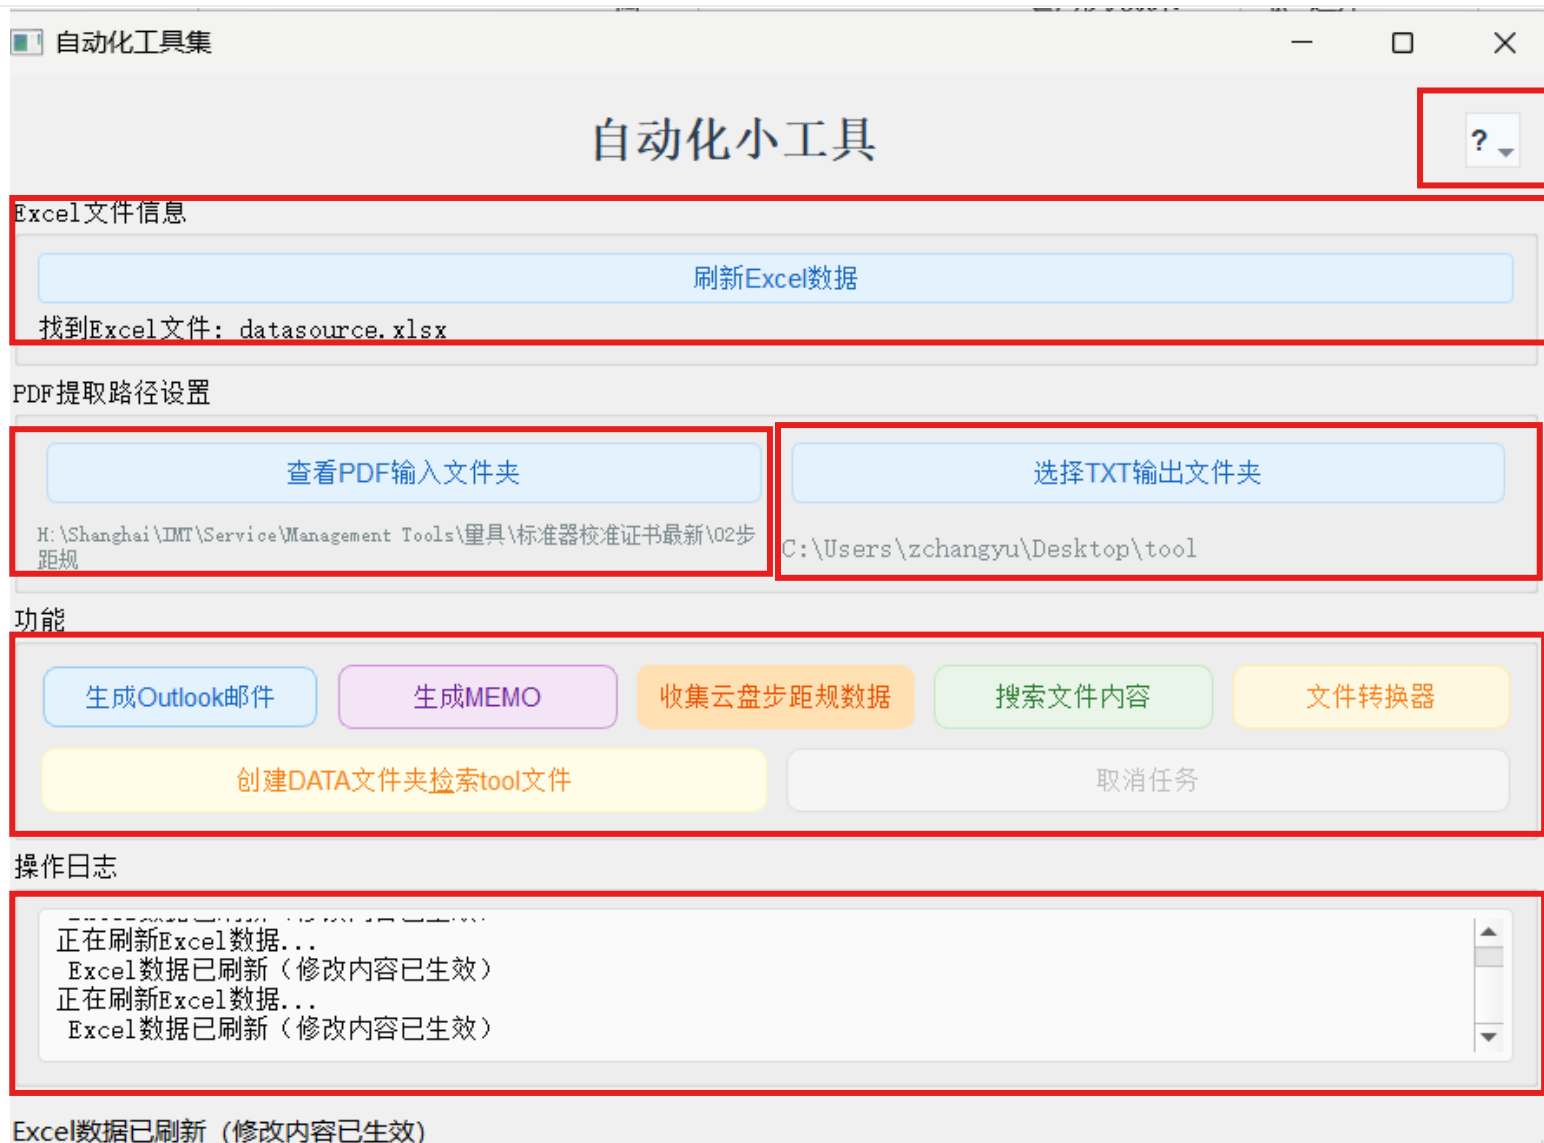 自动化工具集
自动化小工具
?
Excel文件信息
刷新Excel数据
找到Excel文件: datasource.xlsx
PDF提取路径设置
查看PDF输入文件夹
选择TXT输出文件夹
H:\Shanghai\IMT\Service\Management Tools\量具\标准器校准证书最新\02步
距规
C:\Users\zchangyu\Desktop\tool
功能
生成Outlook邮件
生成MEMO
收集云盘步距规数据
搜索文件内容
文件转换器
创建DATA文件夹检索tool文件
取消任务
操作日志
正在刷新Excel数据...
Excel数据已刷新（修改内容已生效）
正在刷新Excel数据...
Excel数据已刷新（修改内容已生效）
Excel数据已刷新（修改内容已生效）